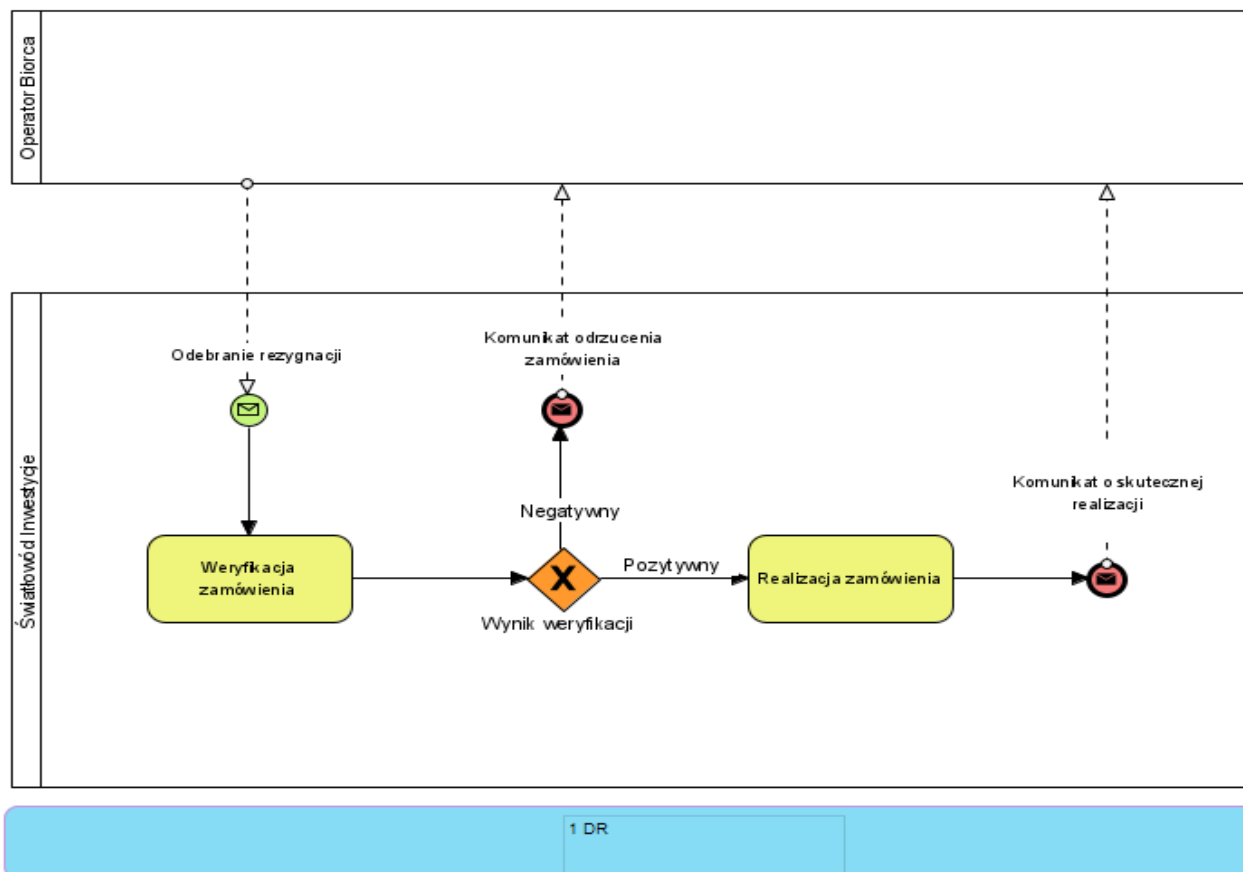 Operator Biorca
Światłowód Inwestycje
Odebranie rezygnacji
Komunikat odrzucenia
zamówienia
Komunikat o skutecznej
realizacji
Negatywny
Weryfikacja
zamówienia
X
Pozytywny
Realizacja zamówienia
Wynik weryfikacji
1 DR